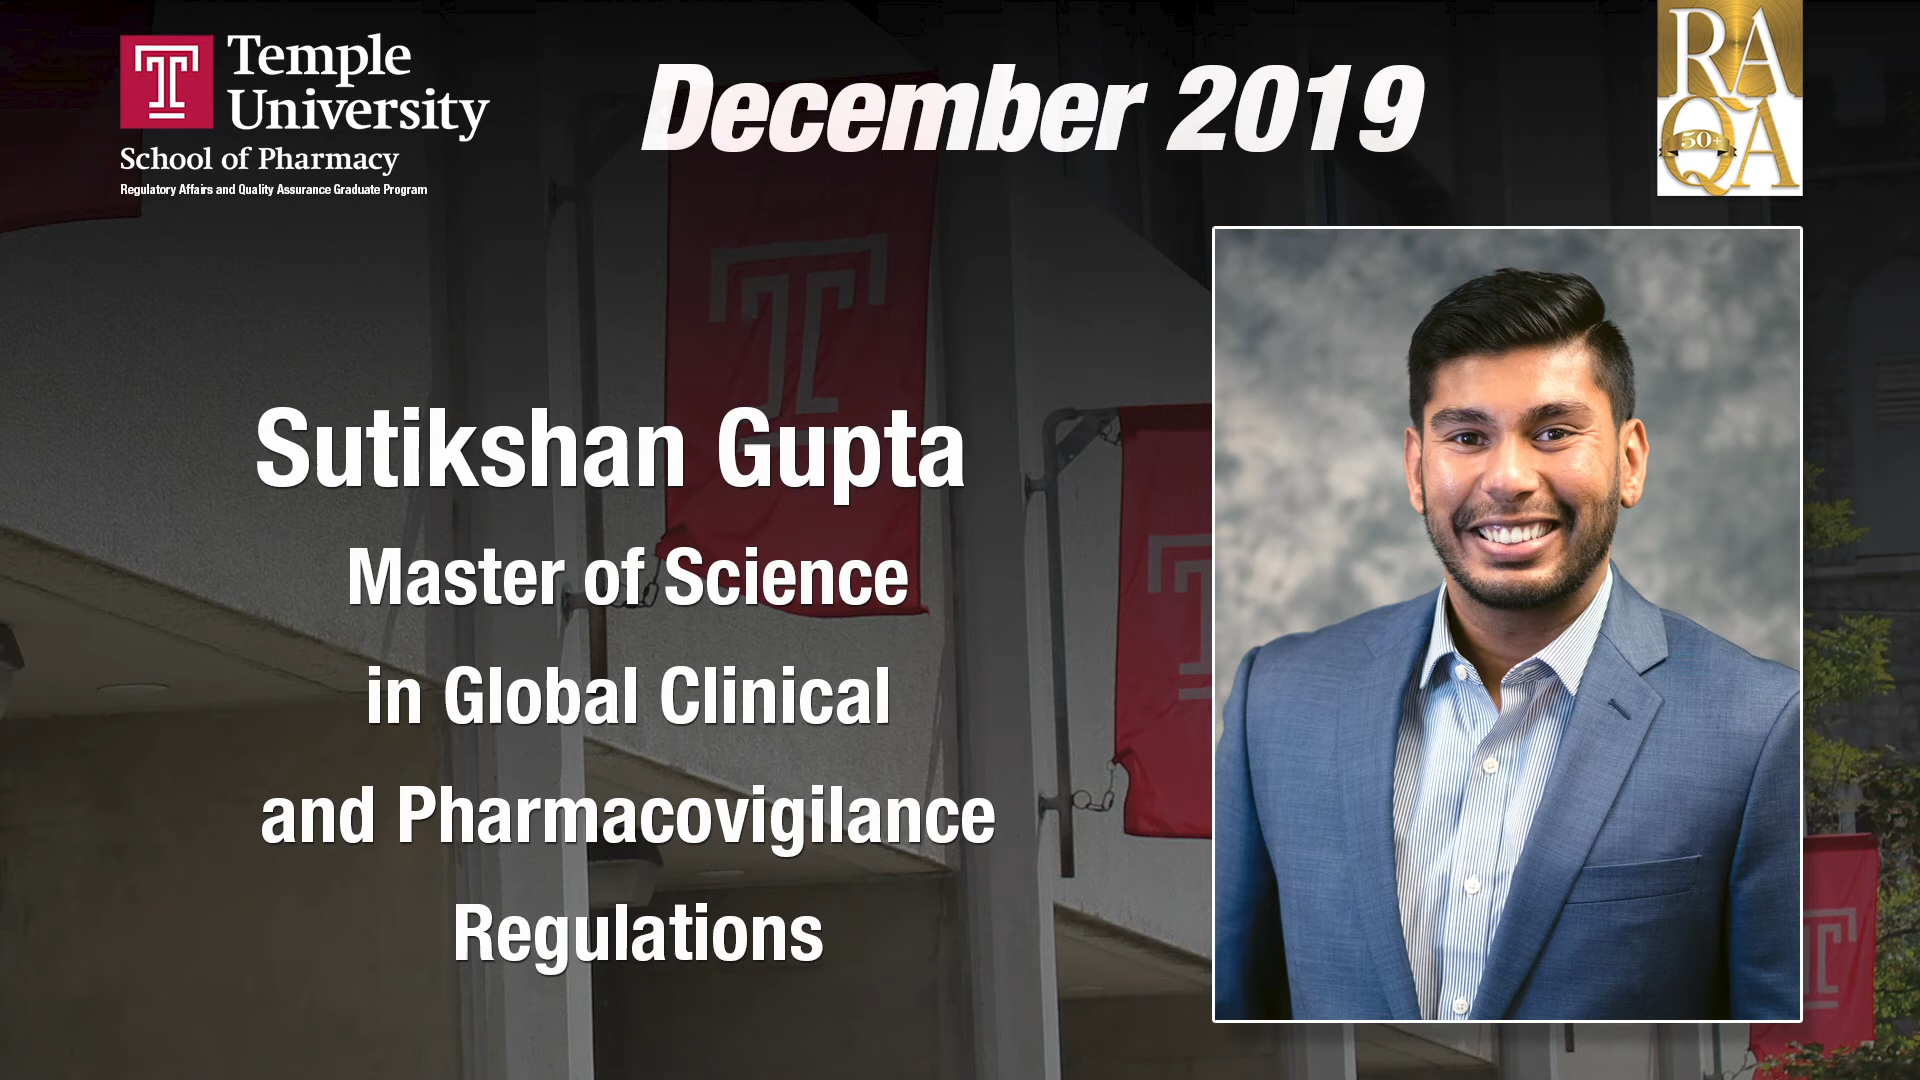 Temple
University
School of Pharmacy
Regulatory Affairs and Quality Assurance Graduate Program
December 2019
RA
50+
QA
Sutikshan Gupta
Master of Science
in Global Clinical
and Pharmacovigilance
Regulations